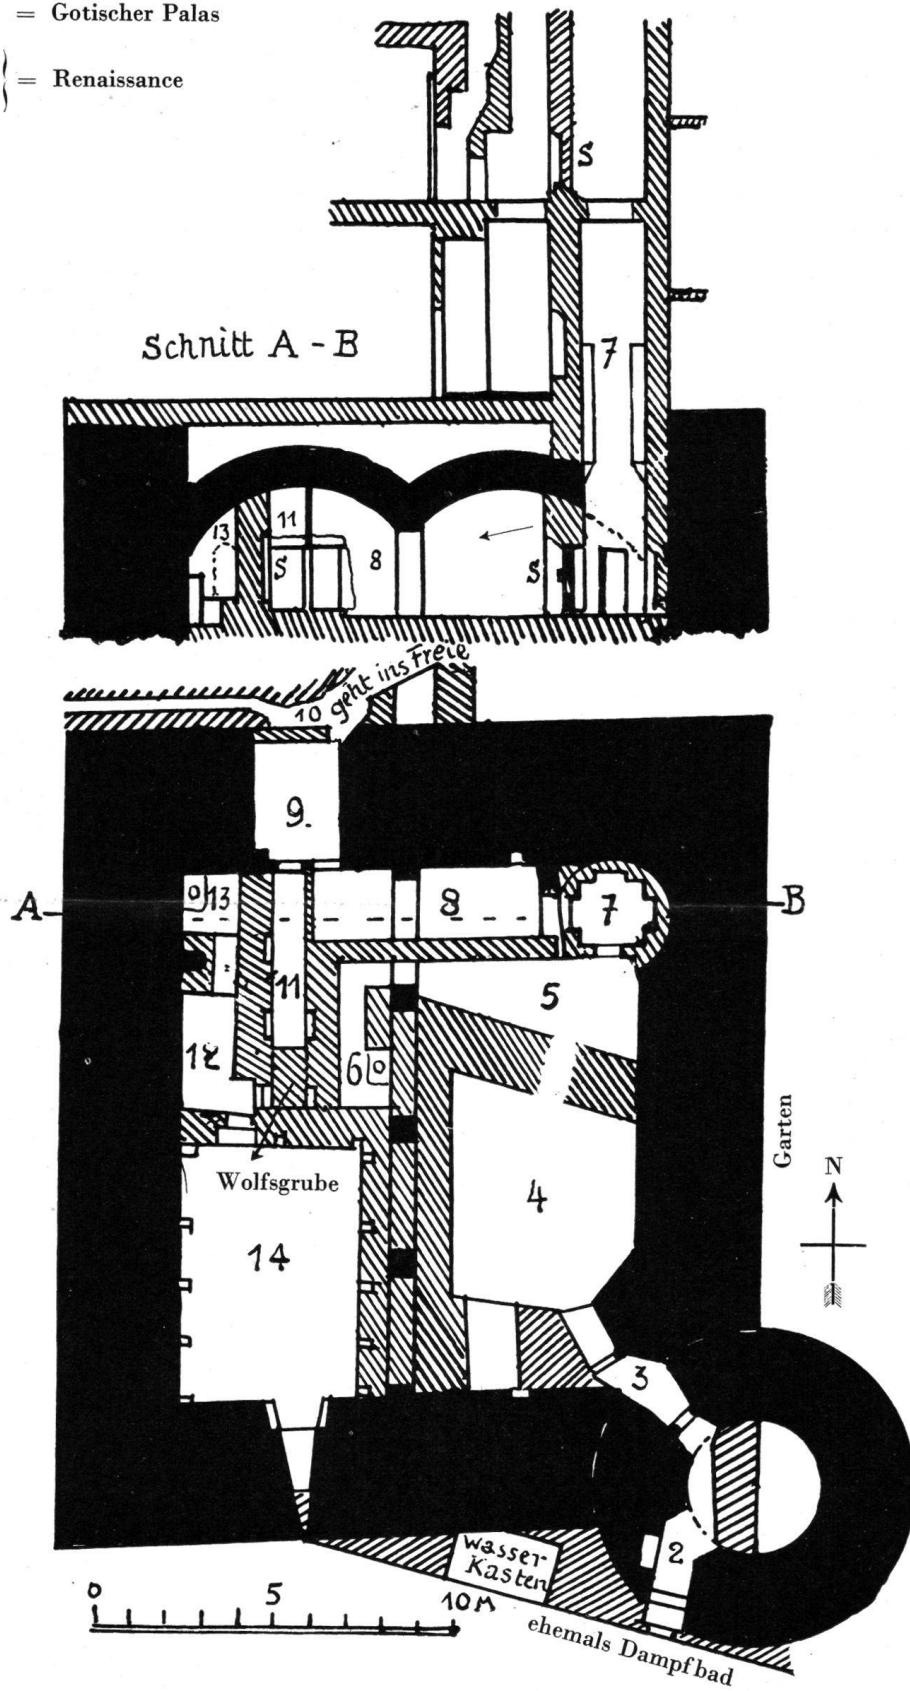 = Gotischer Palas
= Renaissance
S
Schnitt A - B
7
13
11
S
8
S
10 geht ins Freie
9.
A
13
8
7
B
11
5
12
6
4
Garten
N
Wolfsgrube
14
3
2
Wasser-
Kasten
0 5 10 M
ehemals Dampfbad